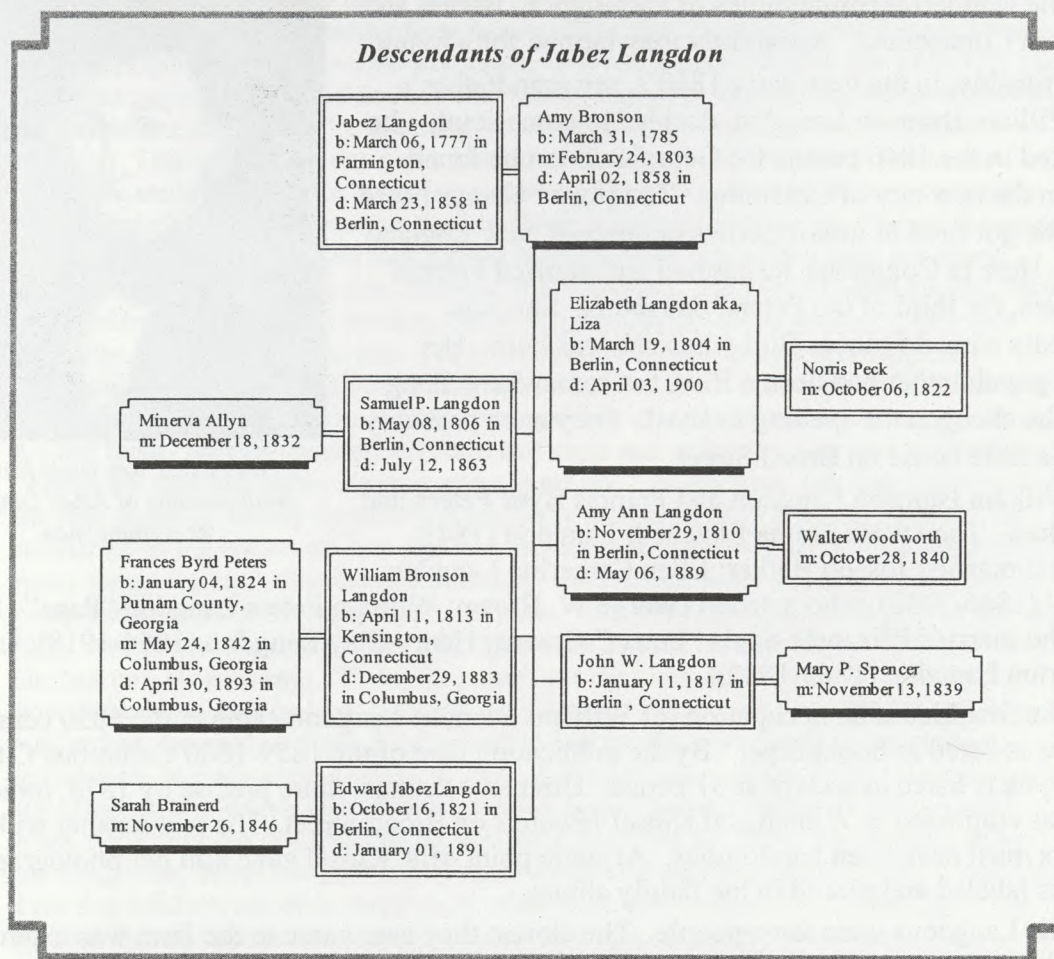 Descendants of Jabez Langdon
Jabez Langdon
b: March 06, 1777 in
Farmington,
Connecticut
d: March 23, 1858 in
Berlin, Connecticut
Amy Bronson
b: March 31, 1785
m: February 24, 1803
d: April 02, 1858 in
Berlin, Connecticut
Elizabeth Langdon aka,
Liza
b: March 19, 1804 in
Berlin, Connecticut
d: April 03, 1900
Norris Peck
m: October 06, 1822
Minerva Allyn
m: December 18, 1832
Samuel P. Langdon
b: May 08, 1806 in
Berlin, Connecticut
d: July 12, 1863
Amy Ann Langdon
b: November 29, 1810
in Berlin, Connecticut
d: May 06, 1889
Walter Woodworth
m: October 28, 1840
Frances Byrd Peters
b: January 04, 1824 in
Putnam County,
Georgia
m: May 24, 1842 in
Columbus, Georgia
d: April 30, 1893 in
Columbus, Georgia
William Bronson
Langdon
b: April 11, 1813 in
Kensington,
Connecticut
d: December 29, 1883
in Columbus, Georgia
John W. Langdon
b: January 11, 1817 in
Berlin , Connecticut
Mary P. Spencer
m: November 13, 1839
Sarah Brainerd
m: November 26, 1846
Edward Jabez Langdon
b: October 16, 1821 in
Berlin, Connecticut
d: January 01, 1891